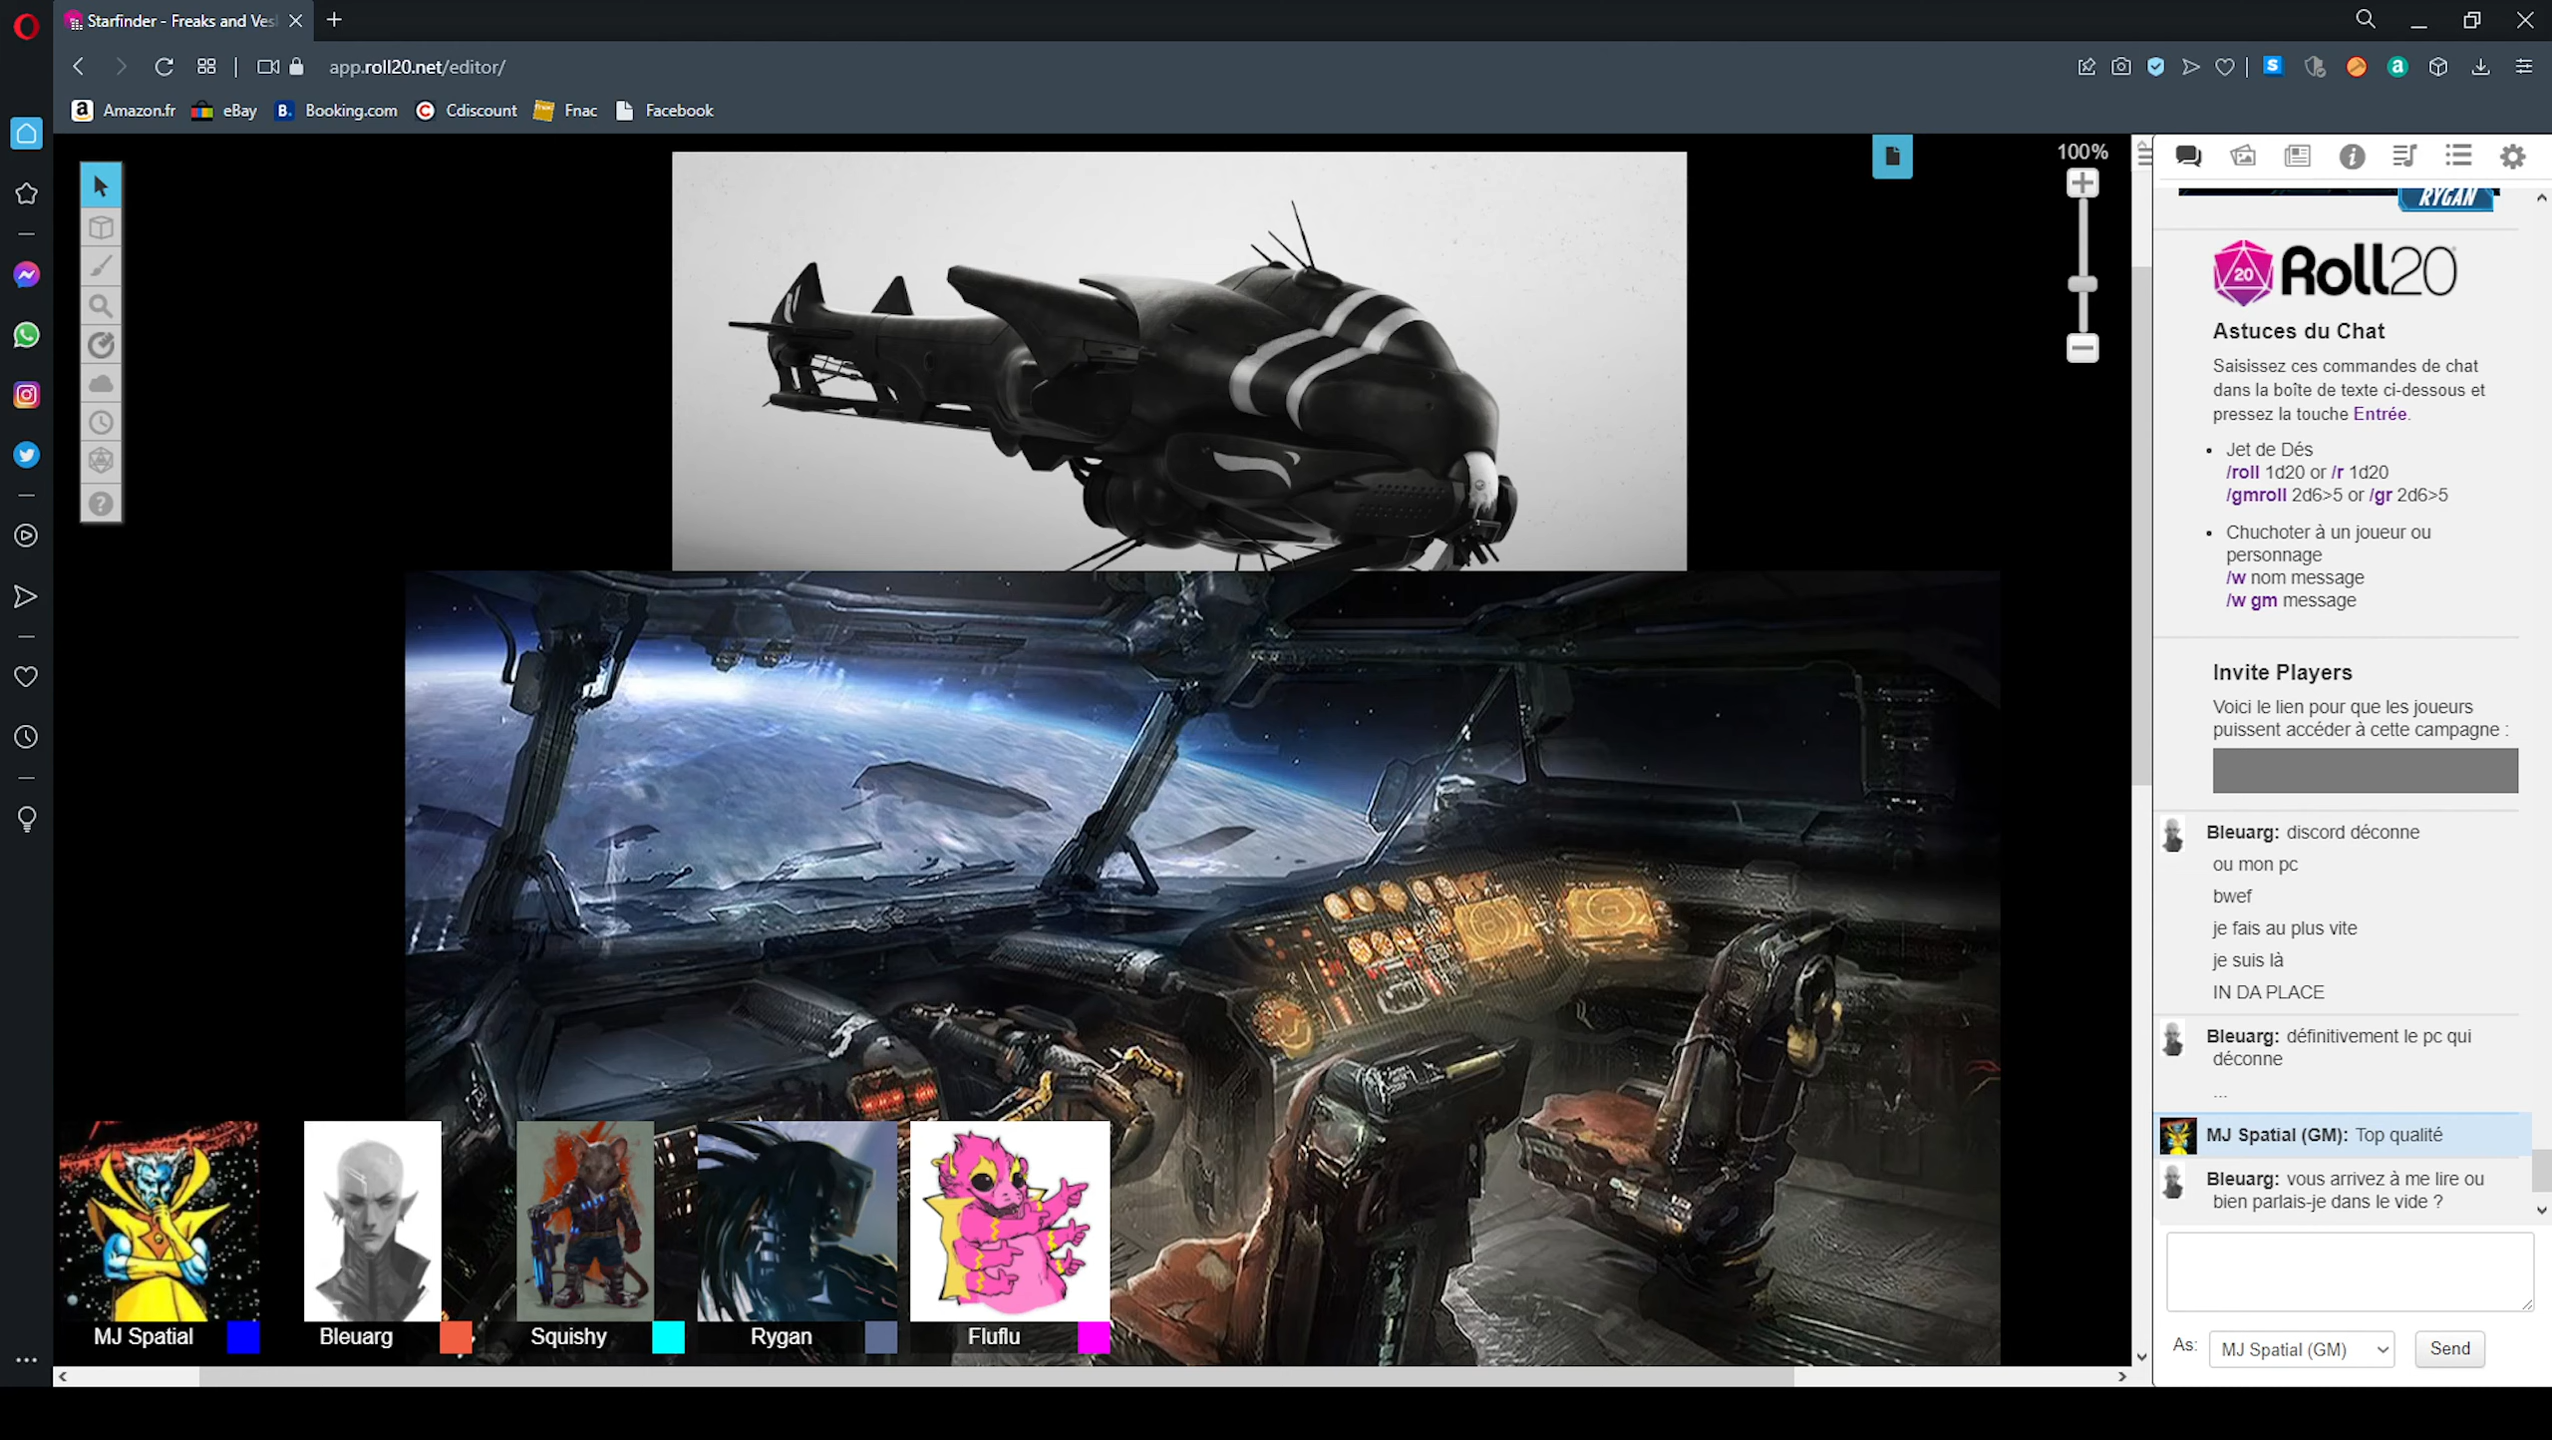 Starfinder - Freaks and Ves
app.roll20.net/editor/
Amazon.fr eBay Booking.com Cdiscount Fnac Facebook
100%
RYGAN
20 Roll20
Astuces du Chat
Saisissez ces commandes de chat
dans la boîte de texte ci-dessous et
pressez la touche Entrée.
Jet de Dés
/roll 1d20 or /r 1d20
/gmroll 2d6>5 or /gr 2d6>5
Chuchoter à un joueur ou
personnage
/w nom message
/w gm message
Invite Players
Voici le lien pour que les joueurs
puissent accéder à cette campagne :
Bleuarg: discord déconne
ou mon pc
bwef
je fais au plus vite
je suis là
IN DA PLACE
Bleuarg: définitivement le pc qui
déconne
...
MJ Spatial (GM): Top qualité
Bleuarg: vous arrivez à me lire ou
bien parlais-je dans le vide ?
As: MJ Spatial (GM) Send
MJ Spatial Bleuarg Squishy Rygan Fluflu